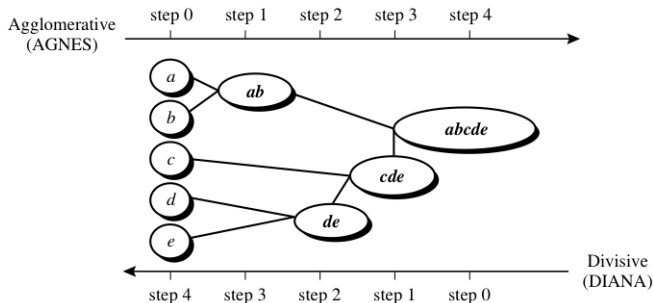 step 0 step 1 step 2 step 3 step 4
Agglomerative
(AGNES)
a
ab
b
abcde
c
cde
d
de
e
Divisive
(DIANA)
step 4 step 3 step 2 step 1 step 0